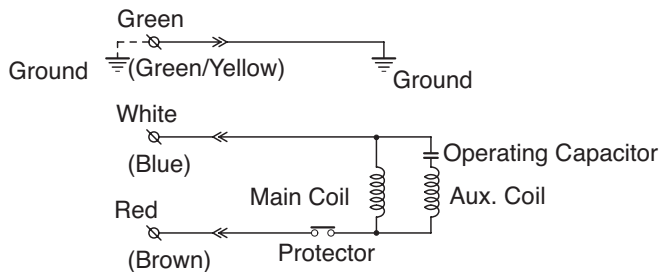 Green
Ground
(Green/Yellow)
Ground
White
(Blue)
Operating Capacitor
Main Coil
Aux. Coil
Red
(Brown)
Protector